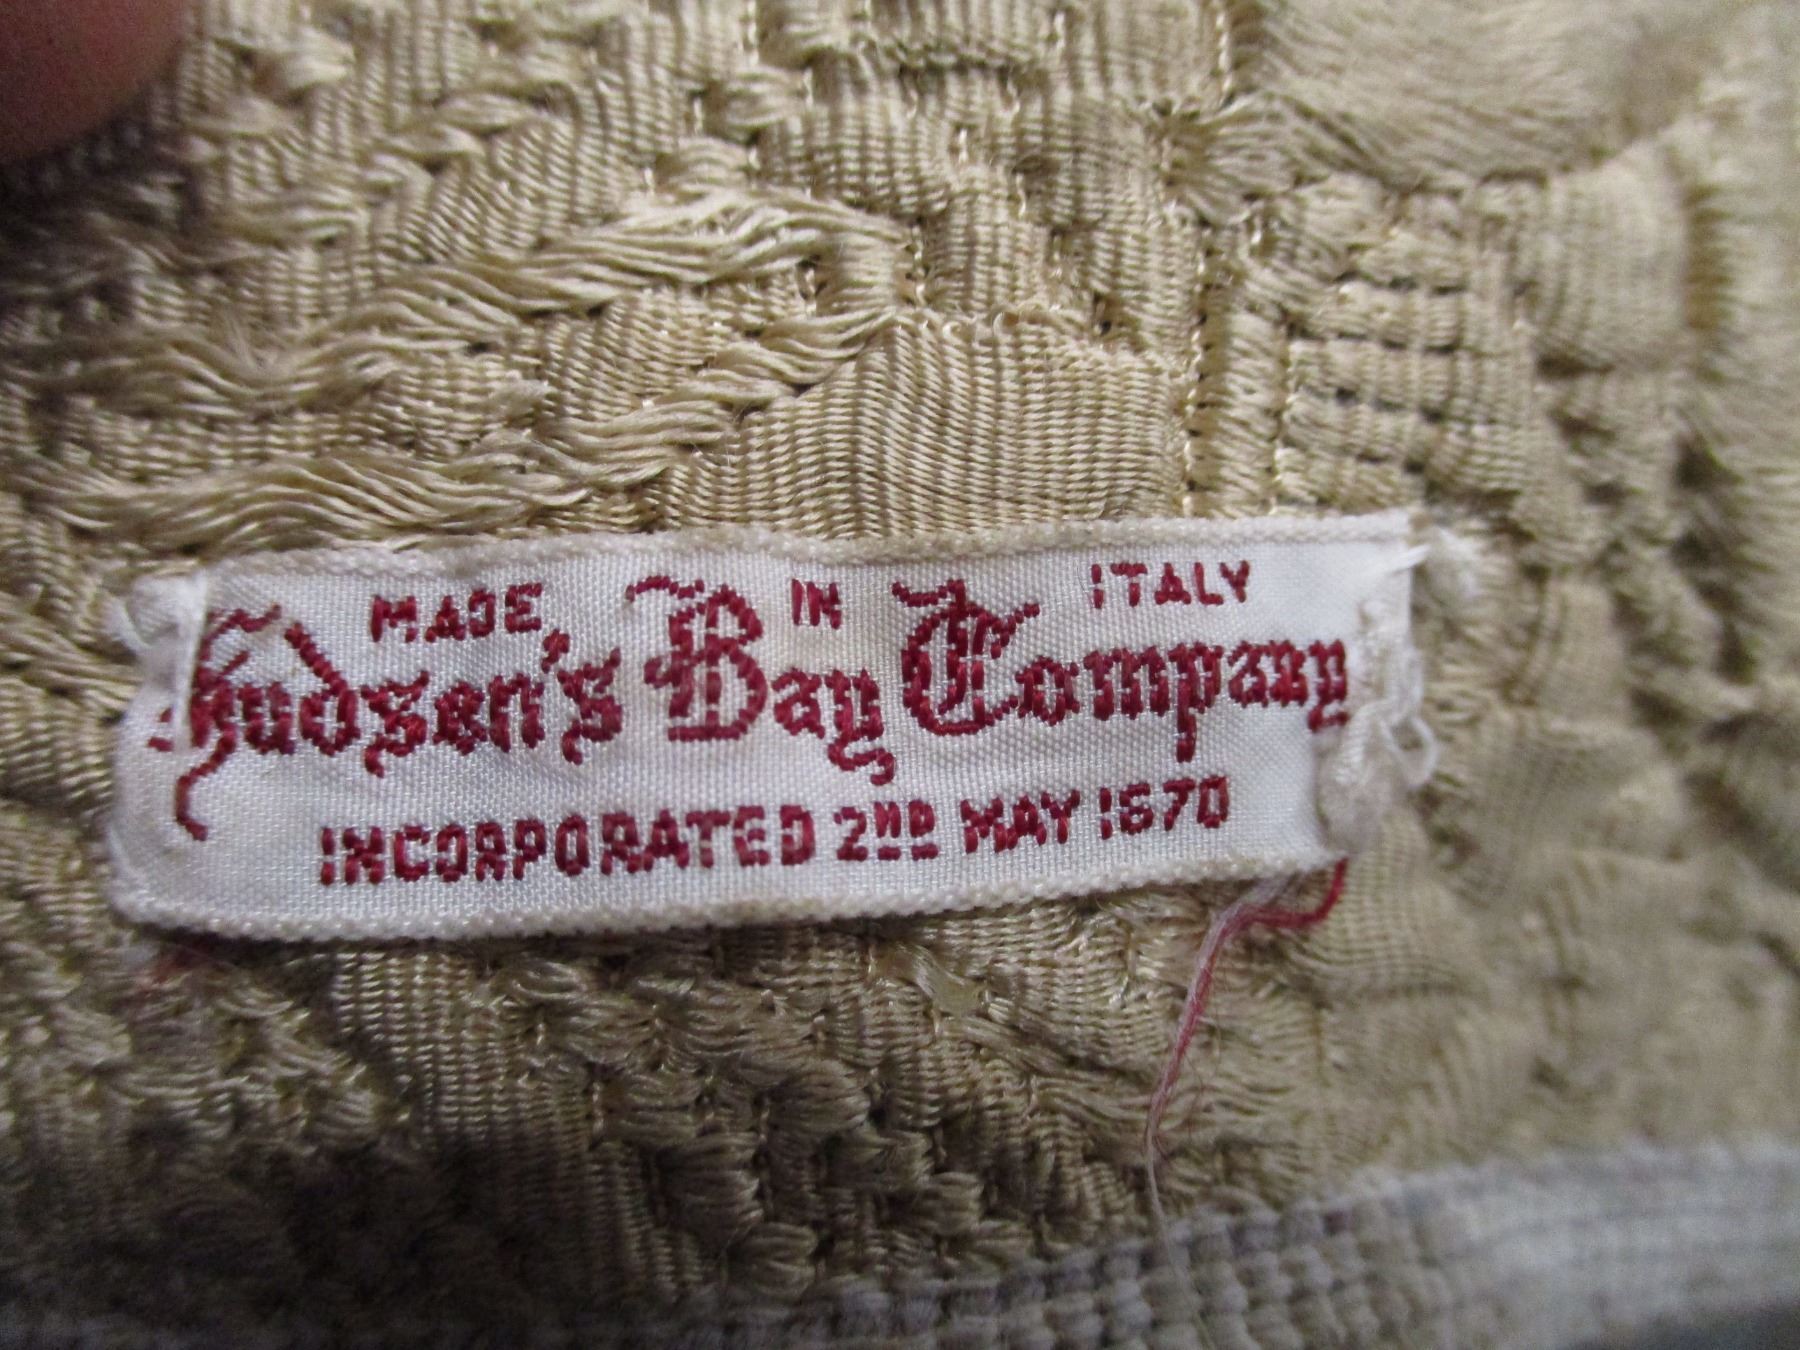 MADE IN ITALY
Hudson's Bay Company
INCORPORATED 2ND MAY 1670